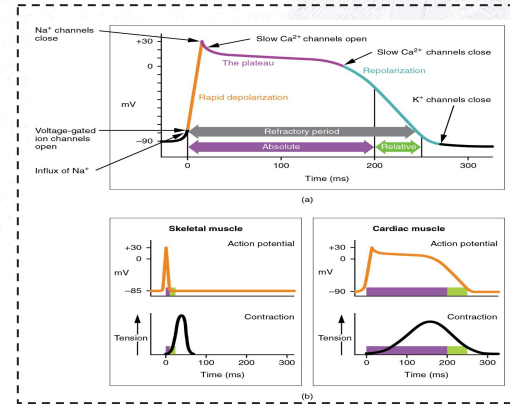 Na⁺ channels
close
+30
Slow Ca²⁺ channels open
The plateau
Slow Ca²⁺ channels close
0
Repolarization
Rapid depolarization
mV
K⁺ channels close
Voltage-gated
ion channels
open
Refractory period
−90
Absolute
Relative
Influx of Na⁺
0
100
200
300
Time (ms)
(a)
Skeletal muscle
Action potential
+30
0
mV
−85
Contraction
Tension
0
100
200
300
Time (ms)
Cardiac muscle
Action potential
+30
0
mV
−90
Contraction
Tension
0
100
200
300
Time (ms)
(b)